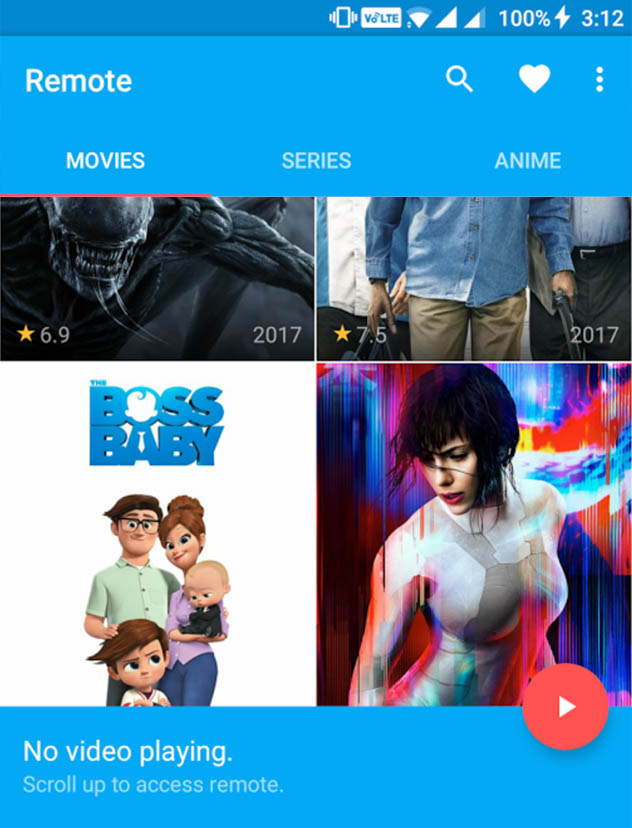 VoLTE 100% 3:12
Remote
MOVIES SERIES ANIME
6.9 2017 7.5 2017
THE
BOSS
BABY
No video playing.
Scroll up to access remote.